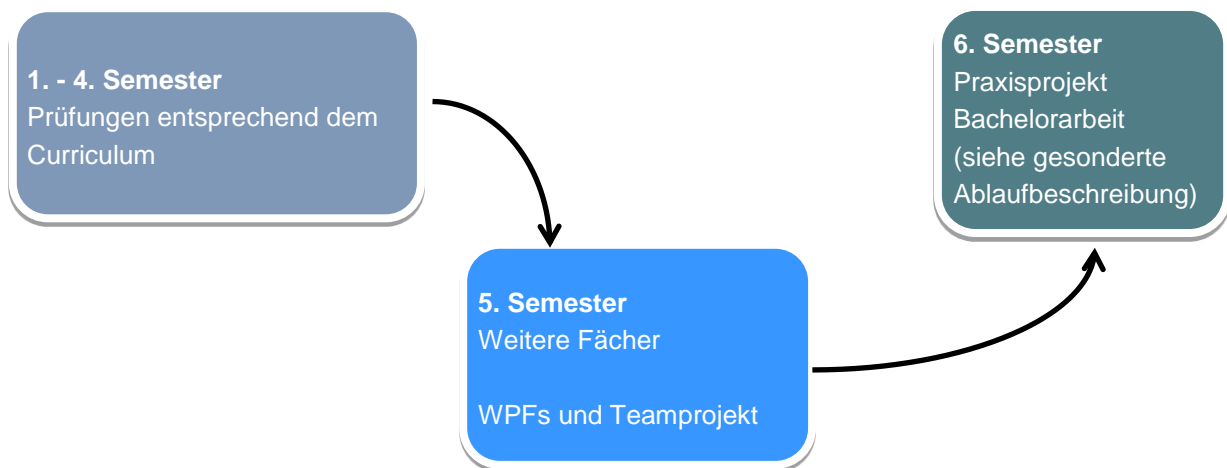 1. - 4. Semester
Prüfungen entsprechend dem
Curriculum
5. Semester
Weitere Fächer
WPFs und Teamprojekt
6. Semester
Praxisprojekt
Bachelorarbeit
(siehe gesonderte
Ablaufbeschreibung)